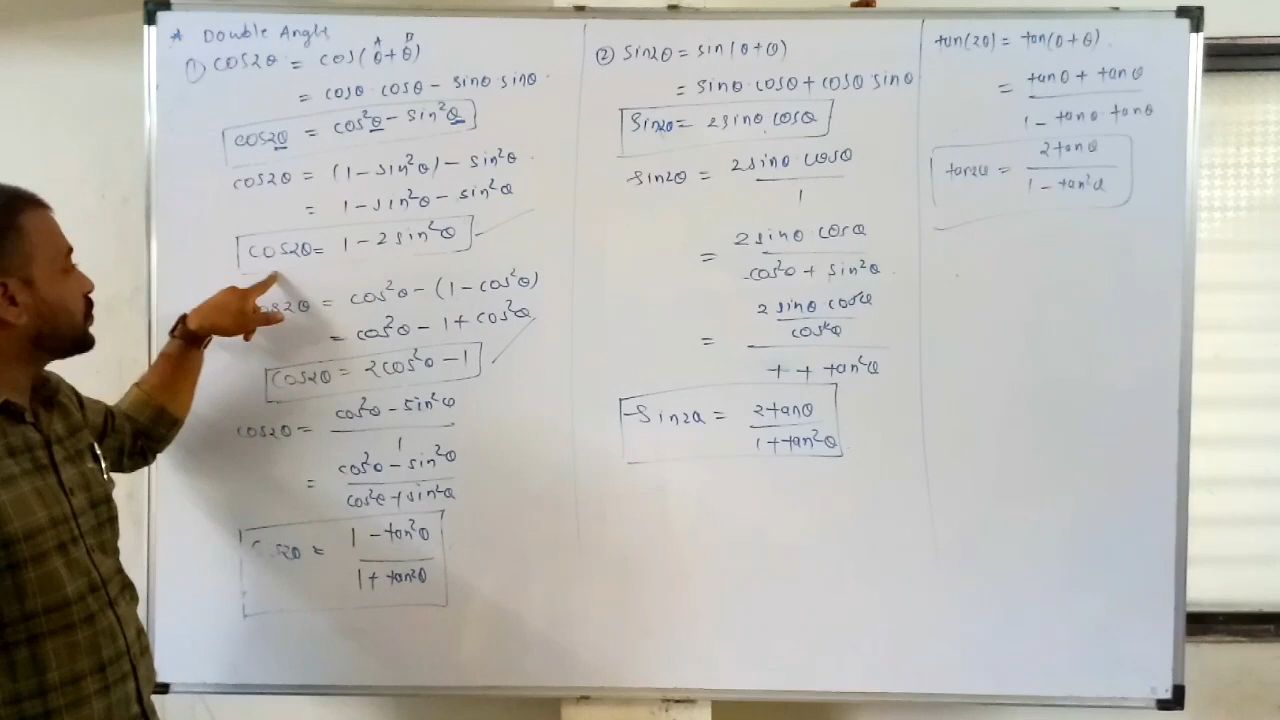 * Double Angle
A B
① cos2θ = cos(θ+θ)
= cosθ·cosθ - sinθ sinθ.
cos2θ = cos²θ - sin²θ
cos2θ = (1-sin²θ) - sin²θ.
= 1 - sin²θ - sin²θ
cos2θ = 1 - 2 sin²θ
cos2θ = cos²θ - (1 - cos²θ)
= cos²θ - 1 + cos²θ
cos2θ = 2cos²θ - 1
cos2θ = cos²θ - sin²θ / 1
= cos²θ - sin²θ / cos²θ + sin²θ
cos2θ = 1 - tan²θ / 1 + tan²θ
② sin2θ = sin(θ+θ)
= sinθ·cosθ + cosθ·sinθ
sin2θ = 2sinθ.cosθ
sin2θ = 2sinθ·cosθ / 1
= 2sinθ·cosθ / cos²θ + sin²θ.
= 2sinθ cosθ / cos²θ / 1 + tan²θ
sin2θ = 2tanθ / 1+tan²θ
tan(2θ) = tan(θ+θ).
= tanθ + tanθ / 1 - tanθ·tanθ
tan2θ = 2tanθ / 1 - tan²θ